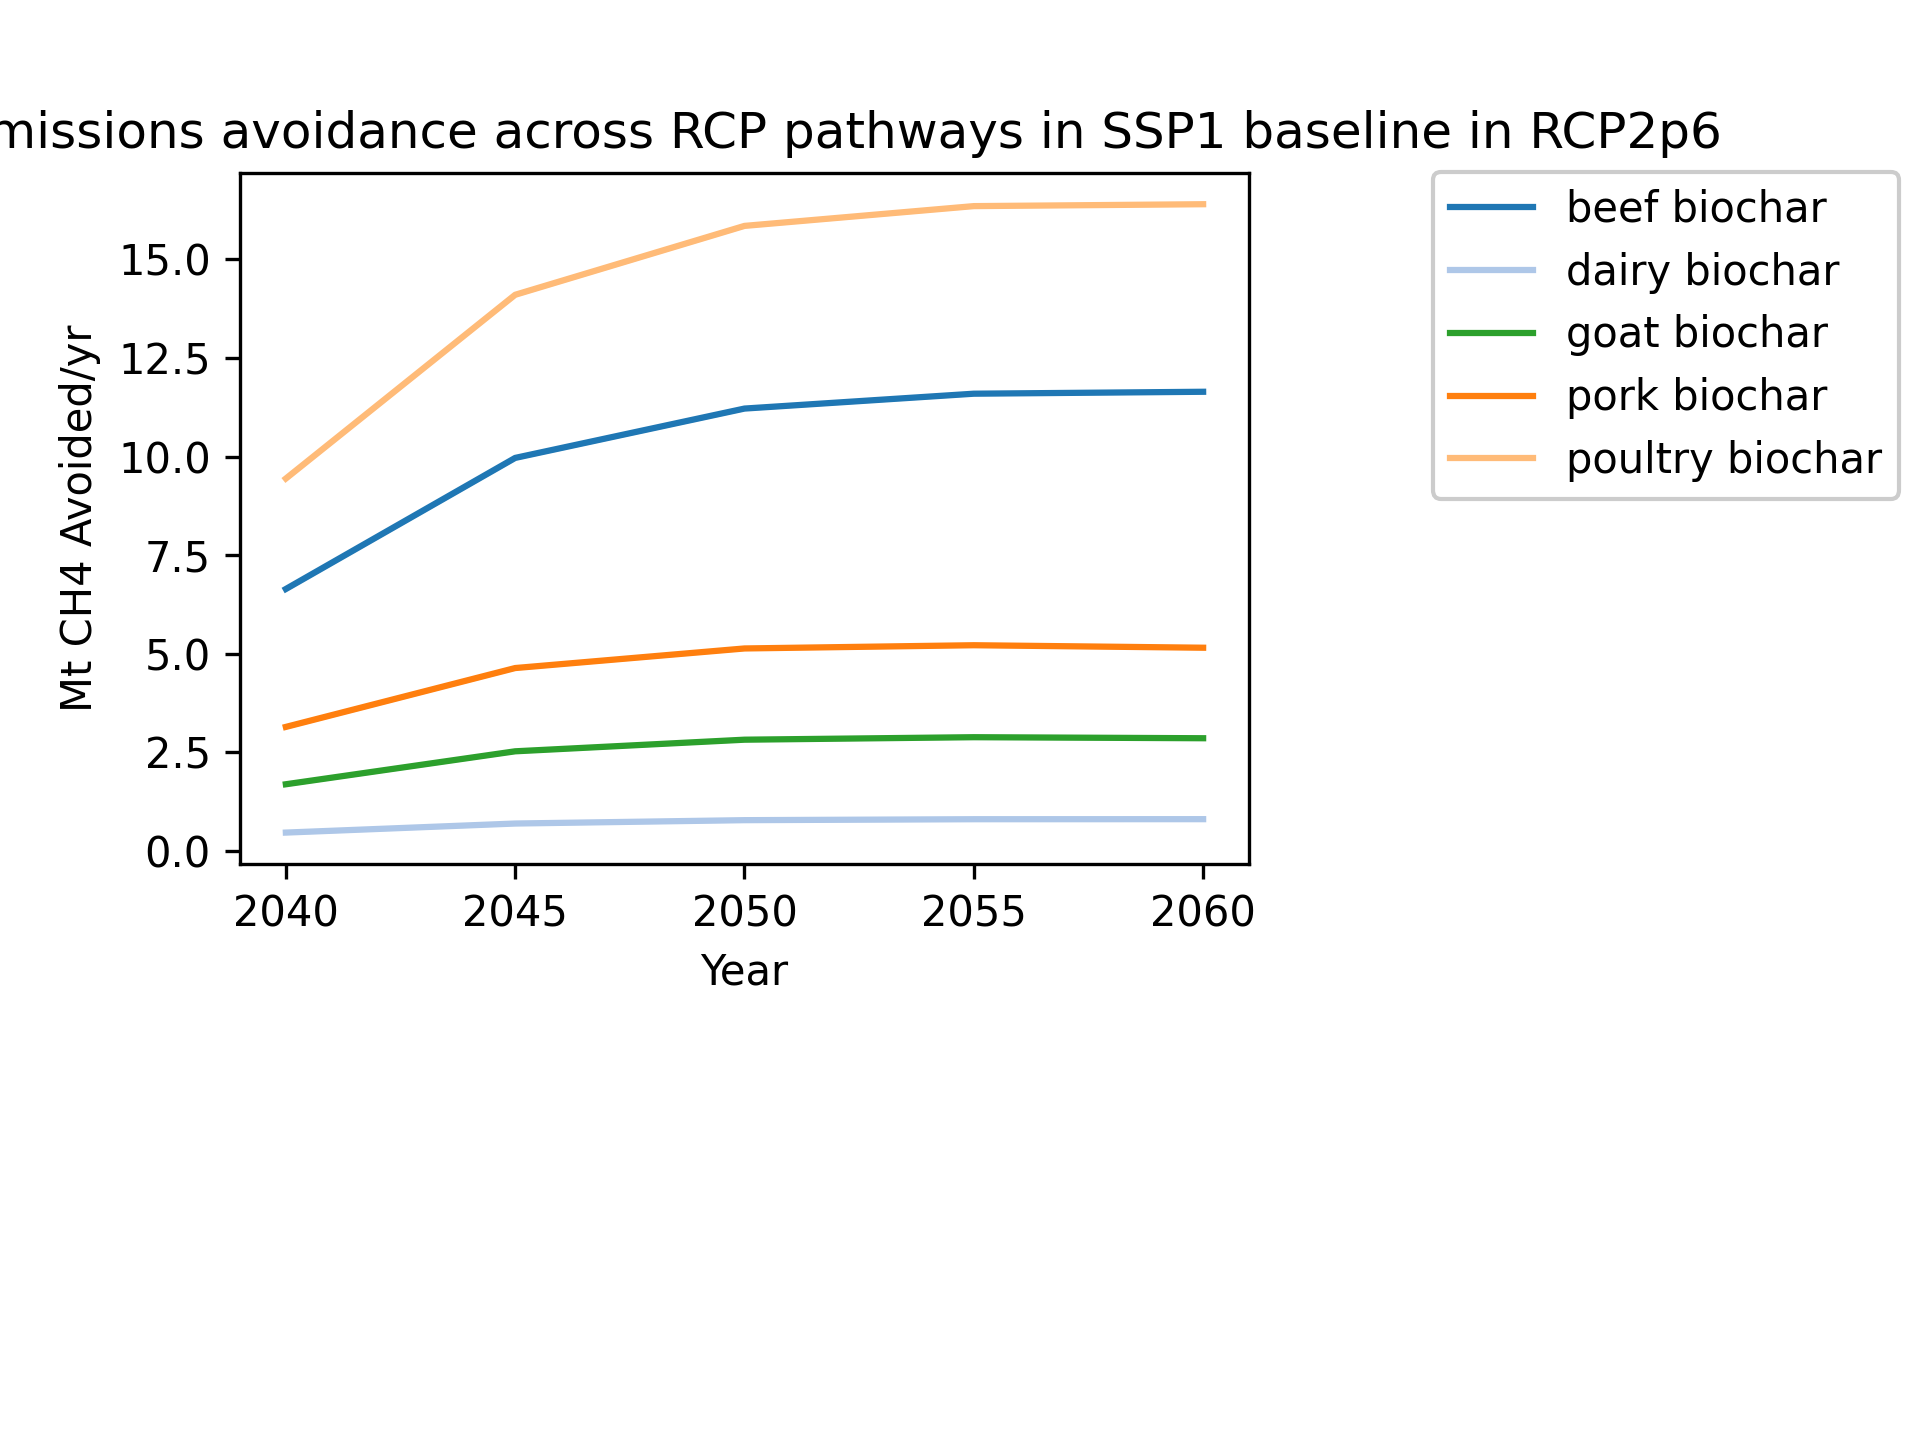 missions avoidance across RCP pathways in SSP1 baseline in RCP2p6
beef biochar
dairy biochar
goat biochar
pork biochar
poultry biochar
Mt CH4 Avoided/yr
15.0
12.5
10.0
7.5
5.0
2.5
0.0
2040 2045 2050 2055 2060
Year